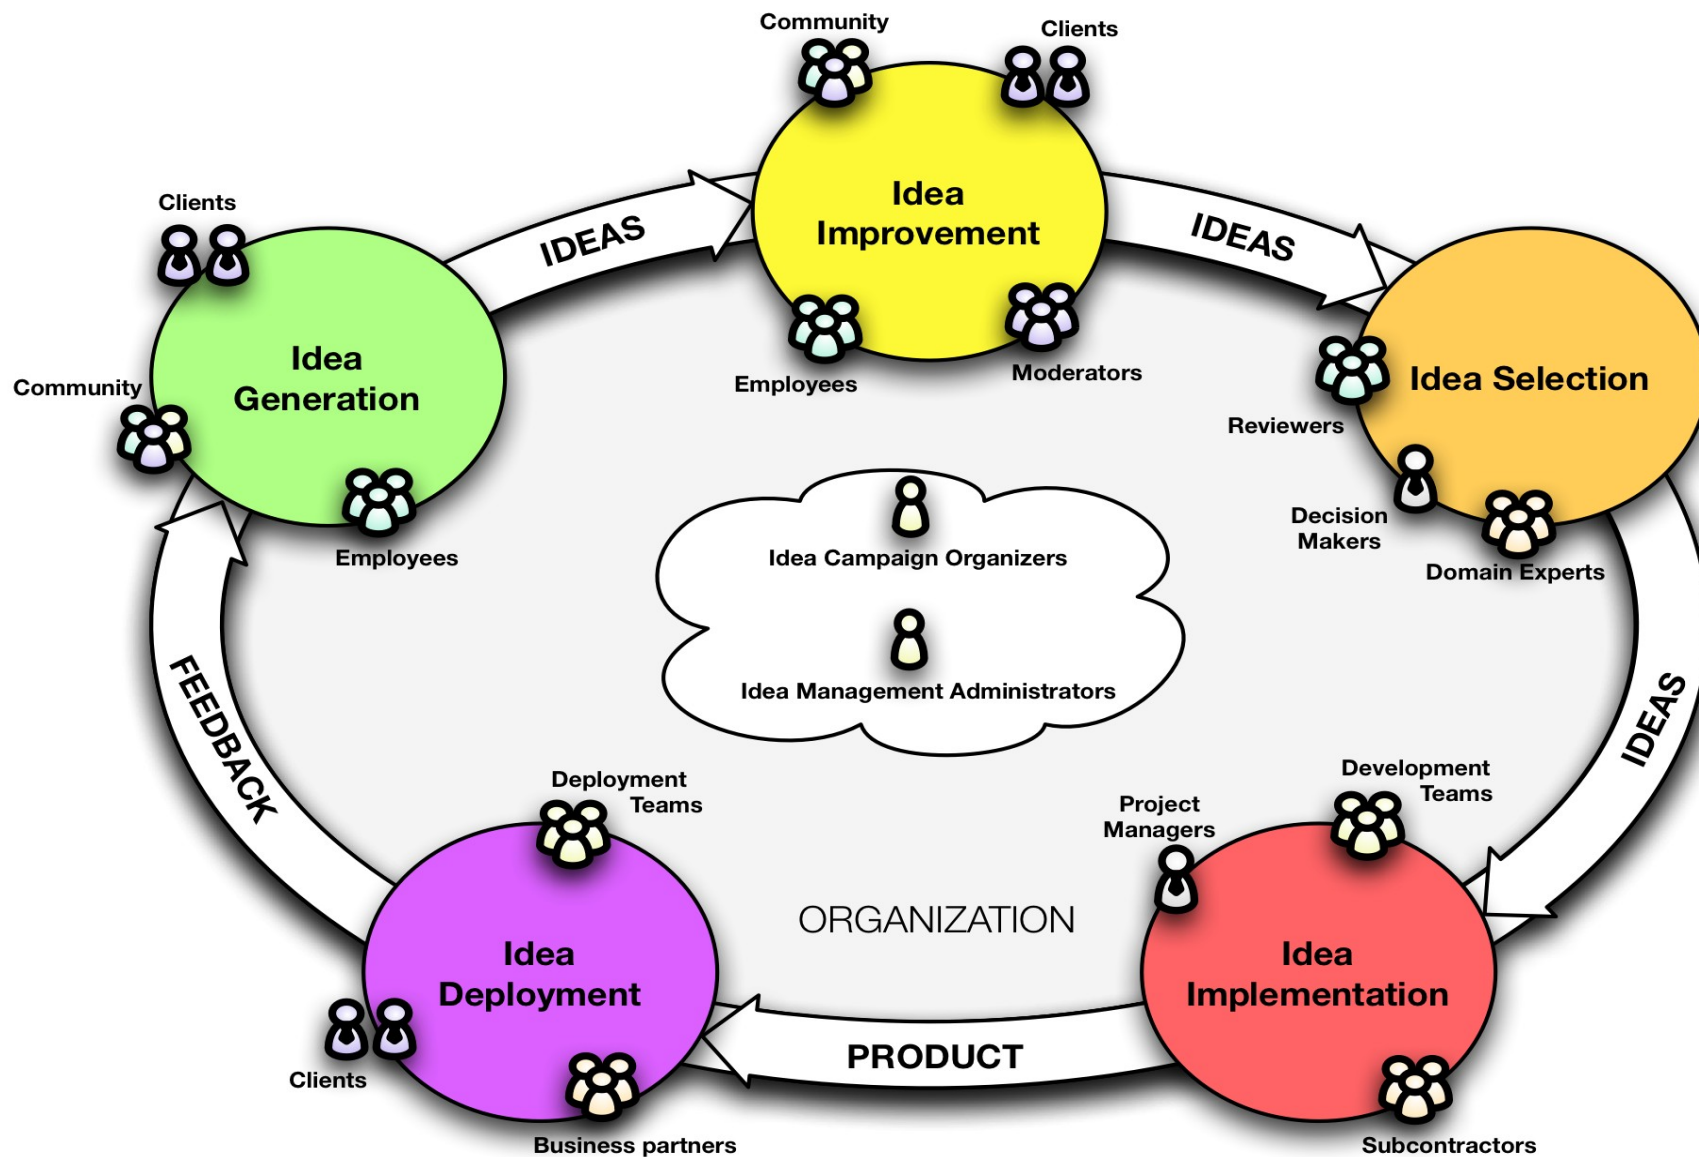 Community
Clients
Idea
Improvement
Employees
Moderators
IDEAS
IDEAS
Clients
Idea
Generation
Community
Employees
Idea Selection
Reviewers
Decision
Makers
Domain Experts
Idea Campaign Organizers
Idea Management Administrators
IDEAS
FEEDBACK
Deployment
Teams
Idea
Deployment
Clients
Business partners
ORGANIZATION
PRODUCT
Project
Managers
Development
Teams
Idea
Implementation
Subcontractors